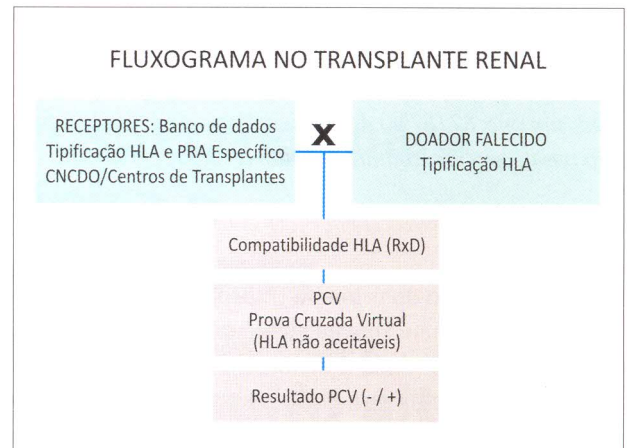 FLUXOGRAMA NO TRANSPLANTE RENAL
RECEPTORES: Banco de dados
Tipificação HLA e PRA Específico
CNCDO/Centros de Transplantes
X
DOADOR FALECIDO
Tipificação HLA
Compatibilidade HLA (RxD)
PCV
Prova Cruzada Virtual
(HLA não aceitáveis)
Resultado PCV (- / +)